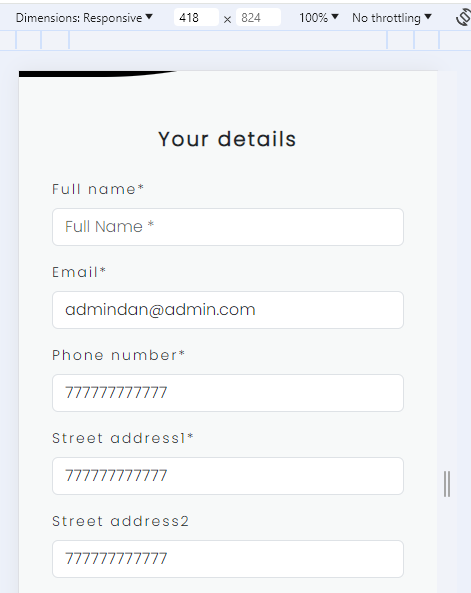 Dimensions: Responsive ▼ 418 × 824 100% ▼ No throttling ▼
Your details
Full name*
Full Name *
Email*
admindan@admin.com
Phone number*
777777777777
Street address1*
777777777777
Street address2
777777777777